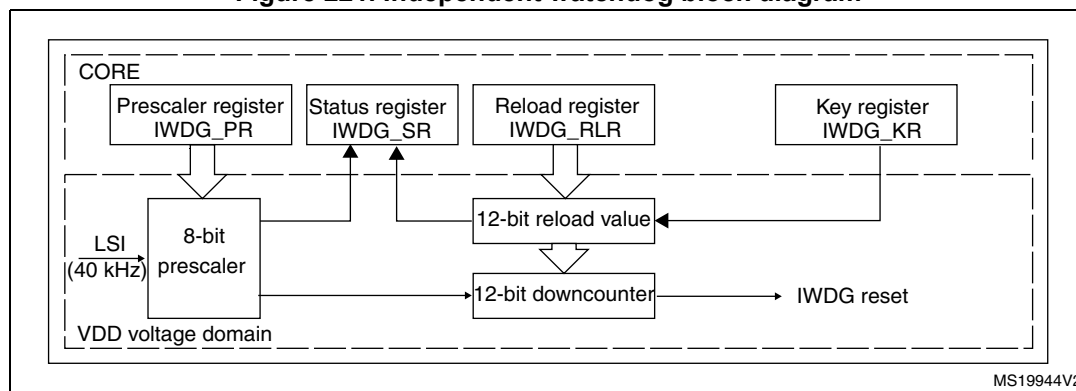 Figure 221. Independent watchdog block diagram
CORE
Prescaler register
IWDG_PR
Status register
IWDG_SR
Reload register
IWDG_RLR
Key register
IWDG_KR
12-bit reload value
8-bit
prescaler
LSI
(40 kHz)
12-bit downcounter
IWDG reset
VDD voltage domain
MS19944V2